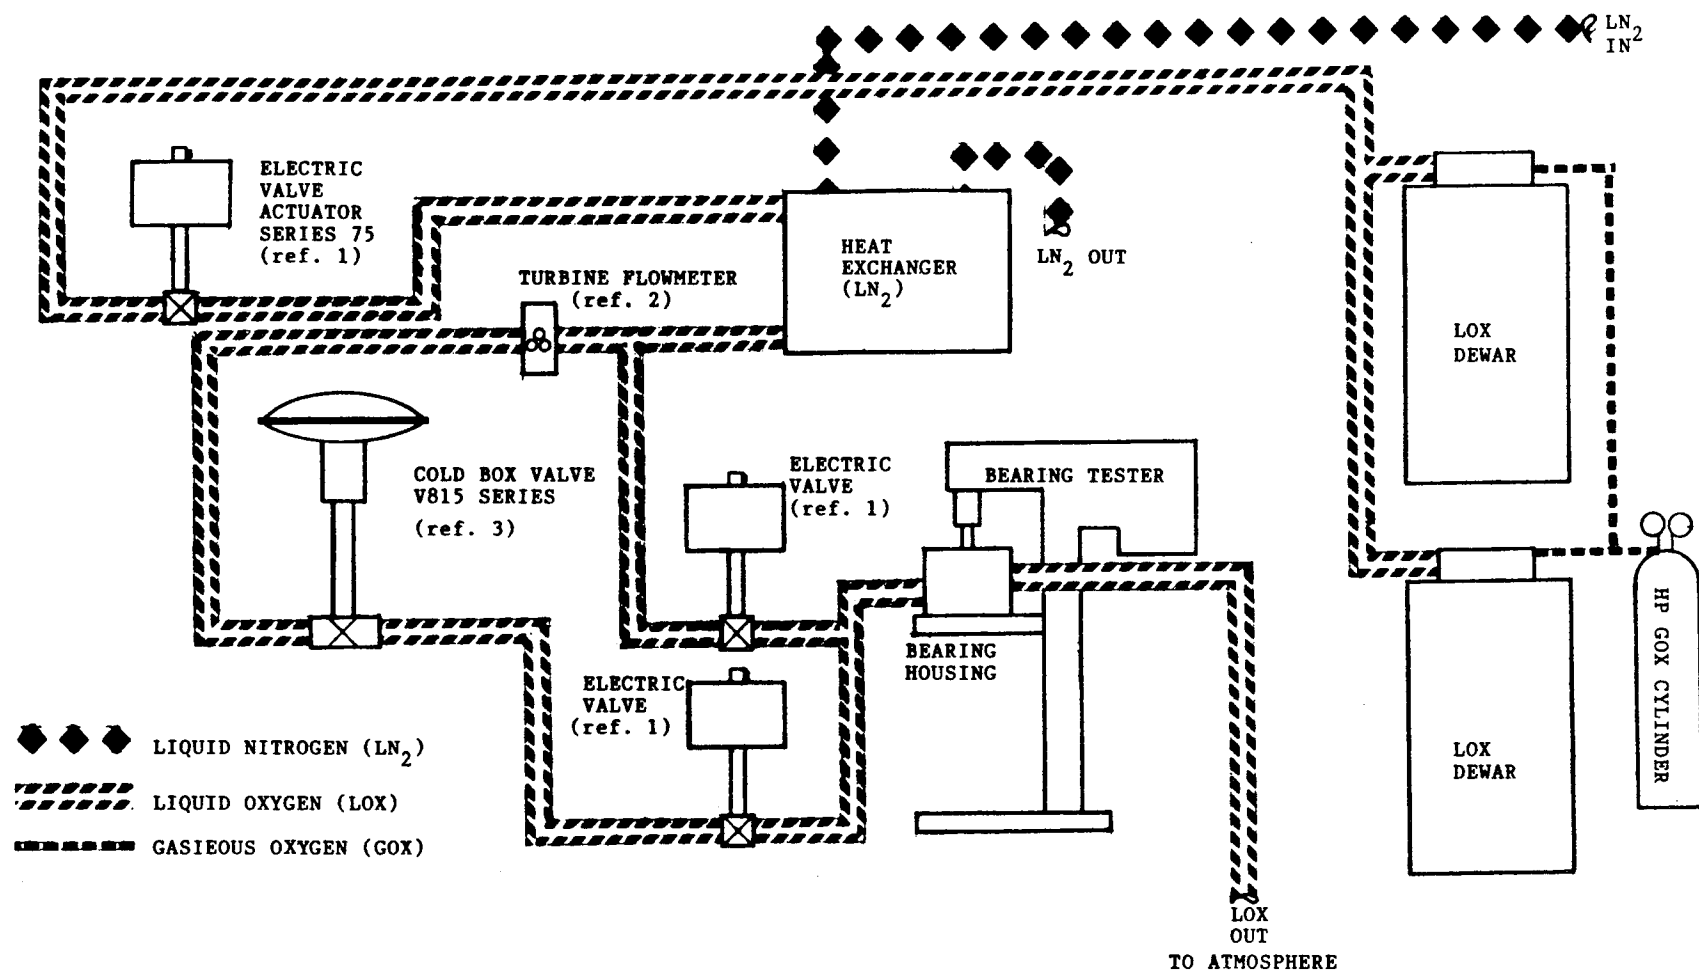 LN2
IN
ELECTRIC
VALVE
ACTUATOR
SERIES 75
(ref. 1)
TURBINE FLOWMETER
(ref. 2)
HEAT
EXCHANGER
(LN2)
LN2 OUT
LOX
DEWAR
COLD BOX VALVE
V815 SERIES
(ref. 3)
ELECTRIC
VALVE
(ref. 1)
BEARING TESTER
BEARING
HOUSING
ELECTRIC
VALVE
(ref. 1)
HP GOX CYLINDER
LOX
DEWAR
LIQUID NITROGEN (LN2)
LIQUID OXYGEN (LOX)
GASIEOUS OXYGEN (GOX)
LOX
OUT
TO ATMOSPHERE